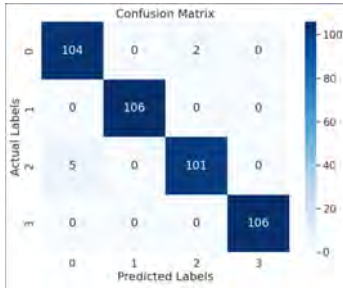 Confusion Matrix
0 104 0 2 0
1 0 106 0 0
2 5 0 101 0
3 0 0 0 106
0 1 2 3
Predicted Labels
Actual Labels
100
80
60
40
20
0